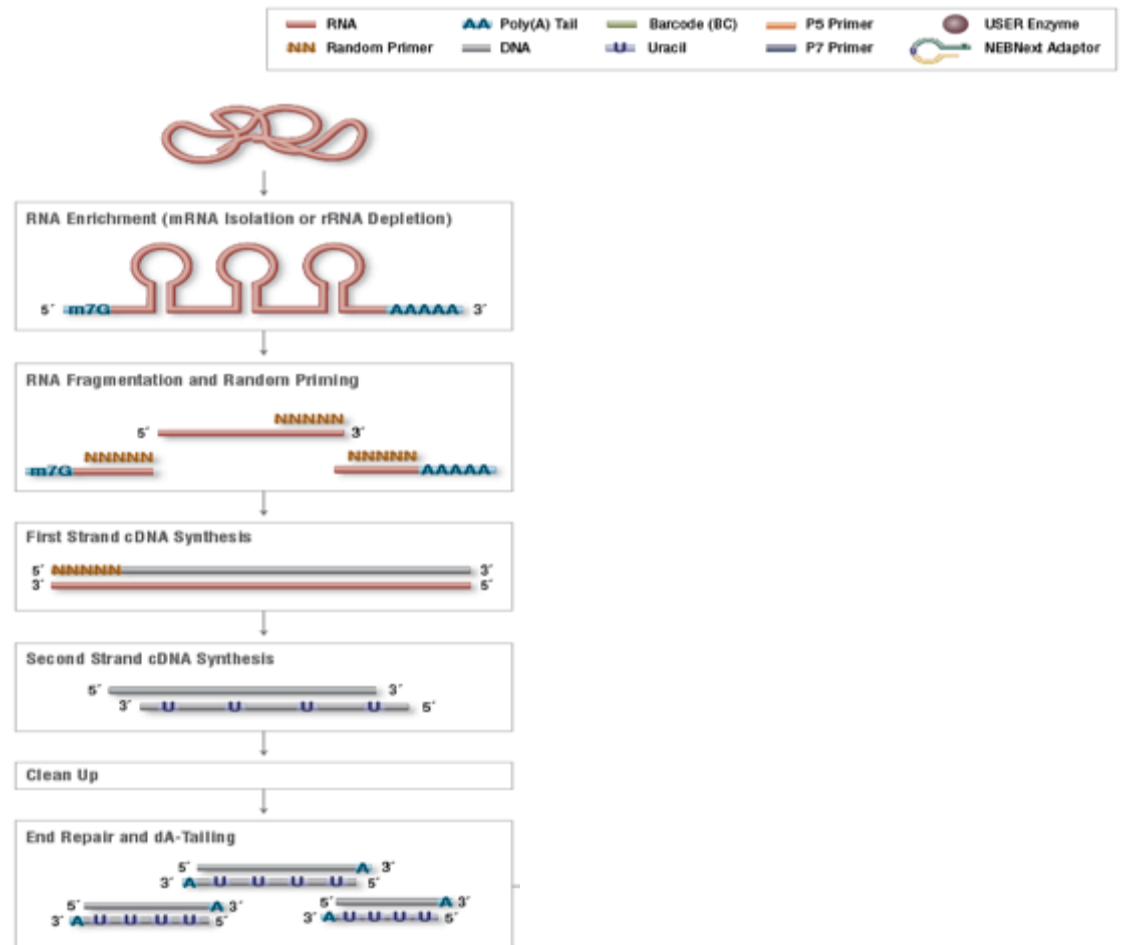 RNA AA Poly(A) Tail Barcode (BC) P5 Primer USER Enzyme
NN Random Primer DNA U Uracil P7 Primer NEBNext Adaptor
RNA Enrichment (mRNA Isolation or rRNA Depletion)
5´ m7G AAAAA 3´
RNA Fragmentation and Random Priming
NNNNN
5´ 3´
NNNNN NNNNN
m7G AAAAA
First Strand cDNA Synthesis
5´ NNNNN 3´
3´ 5´
Second Strand cDNA Synthesis
5´ 3´
3´ U U U U 5´
Clean Up
End Repair and dA-Tailing
5´ A 3´
3´ A U U U U 5´
5´ A 3´ 5´ A 3´
3´ A U U U U 5´ 3´ A U U U U 5´